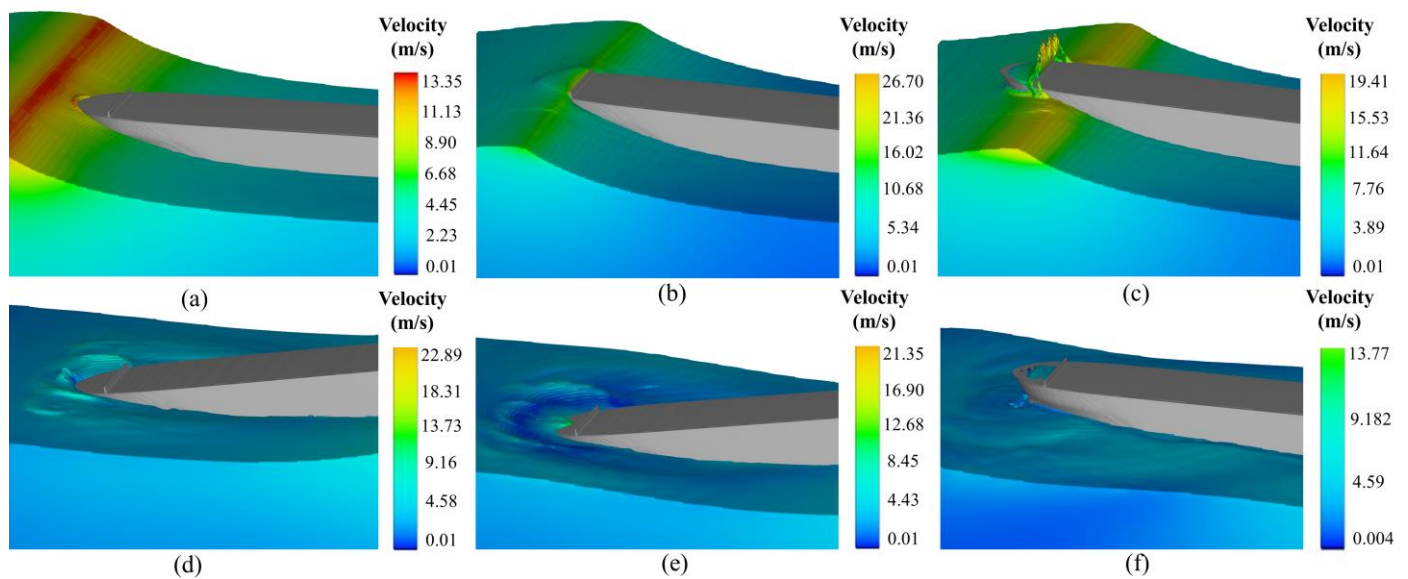 Velocity
(m/s)
13.35
11.13
8.90
6.68
4.45
2.23
0.01
(a)
Velocity
(m/s)
26.70
21.36
16.02
10.68
5.34
0.01
(b)
Velocity
(m/s)
19.41
15.53
11.64
7.76
3.89
0.01
(c)
Velocity
(m/s)
22.89
18.31
13.73
9.16
4.58
0.01
(d)
Velocity
(m/s)
21.35
16.90
12.68
8.45
4.43
0.01
(e)
Velocity
(m/s)
13.77
9.182
4.59
0.004
(f)